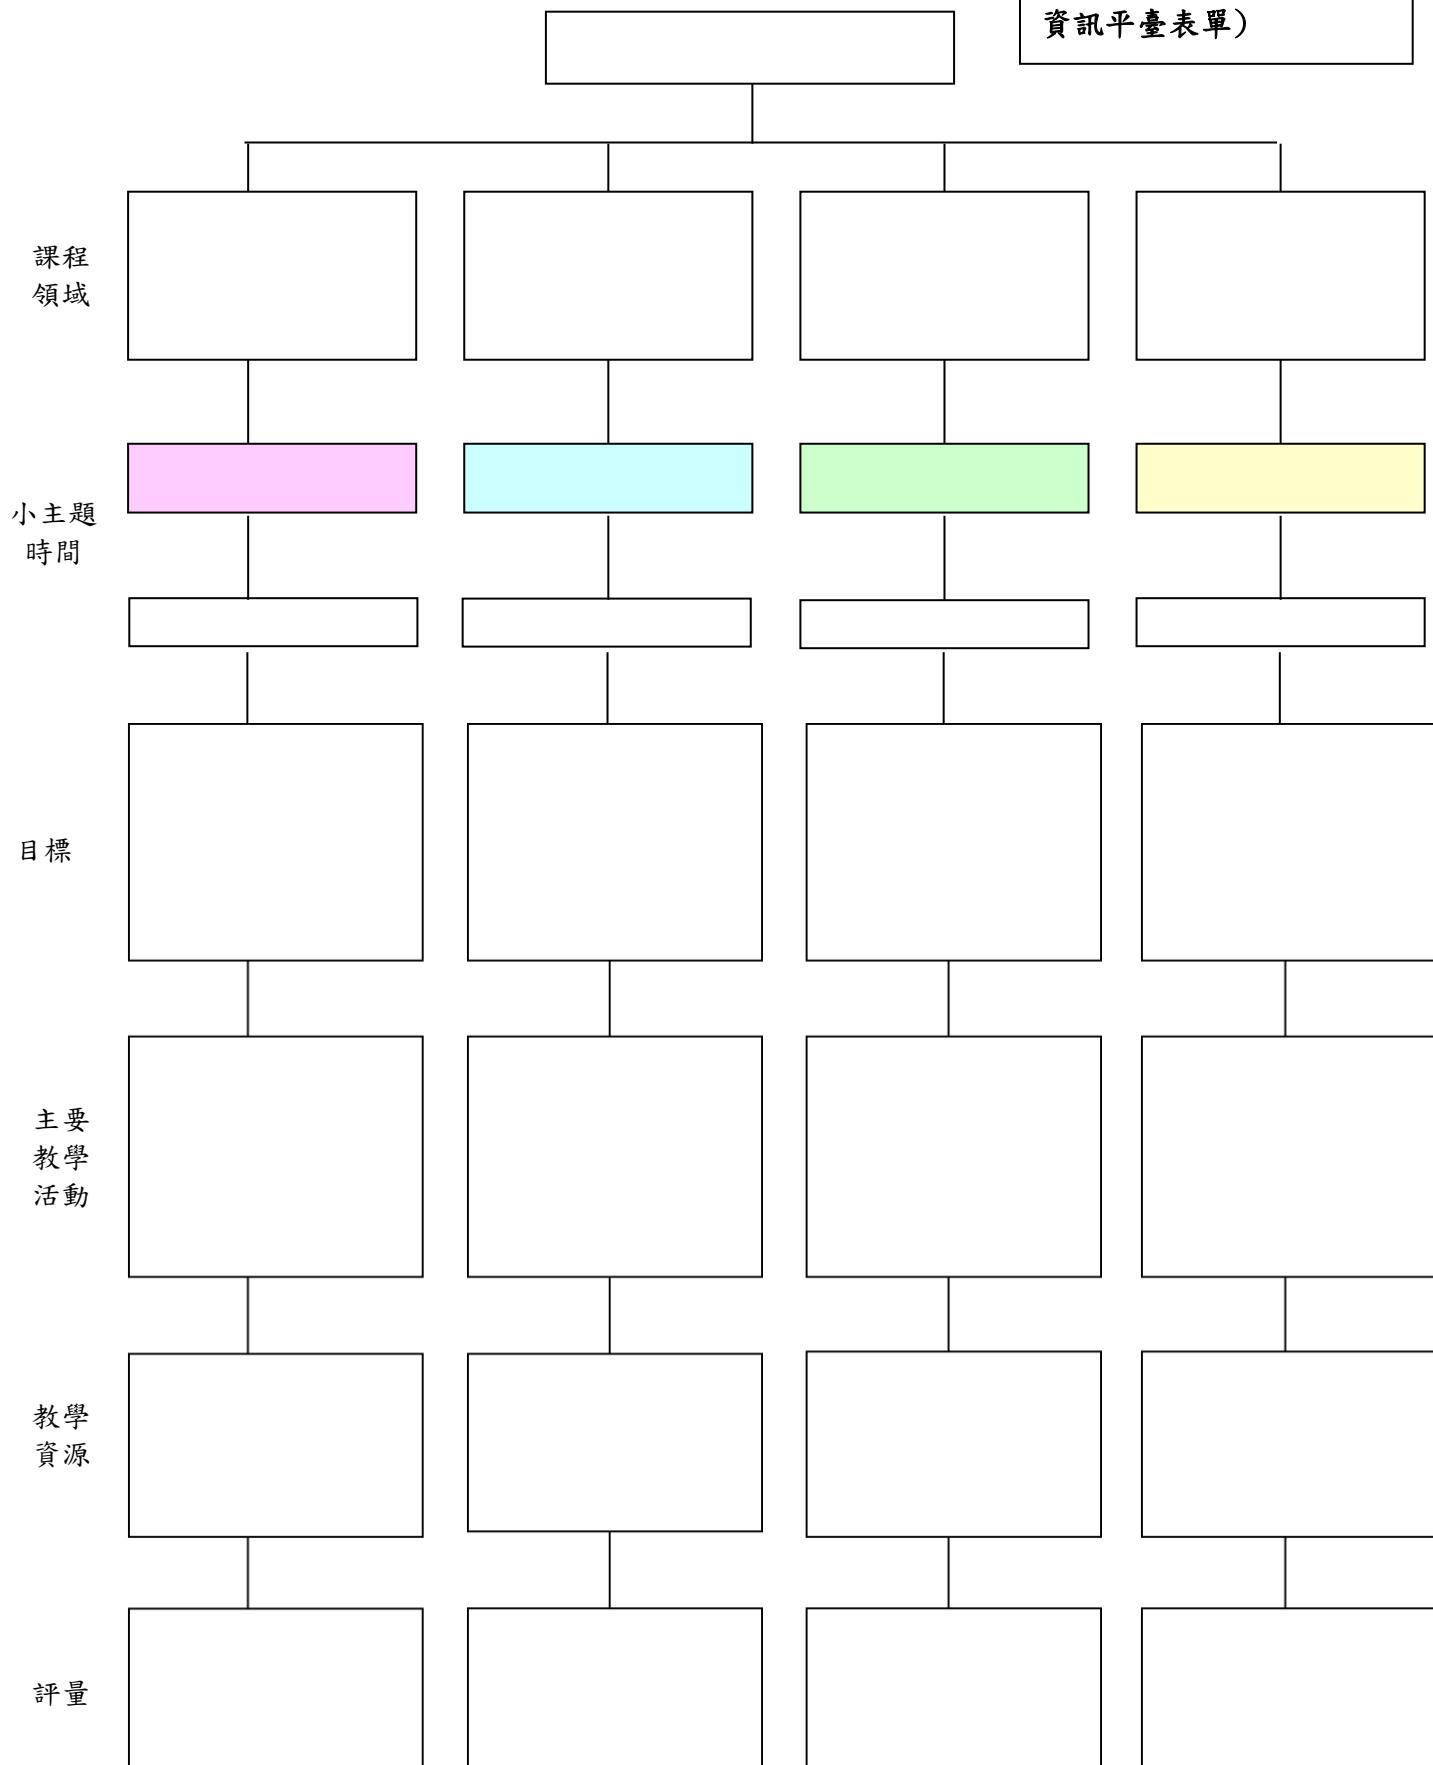 資訊平臺表單)
課程
領域
小主題
時間
目標
主要
教學
活動
教學
資源
評量